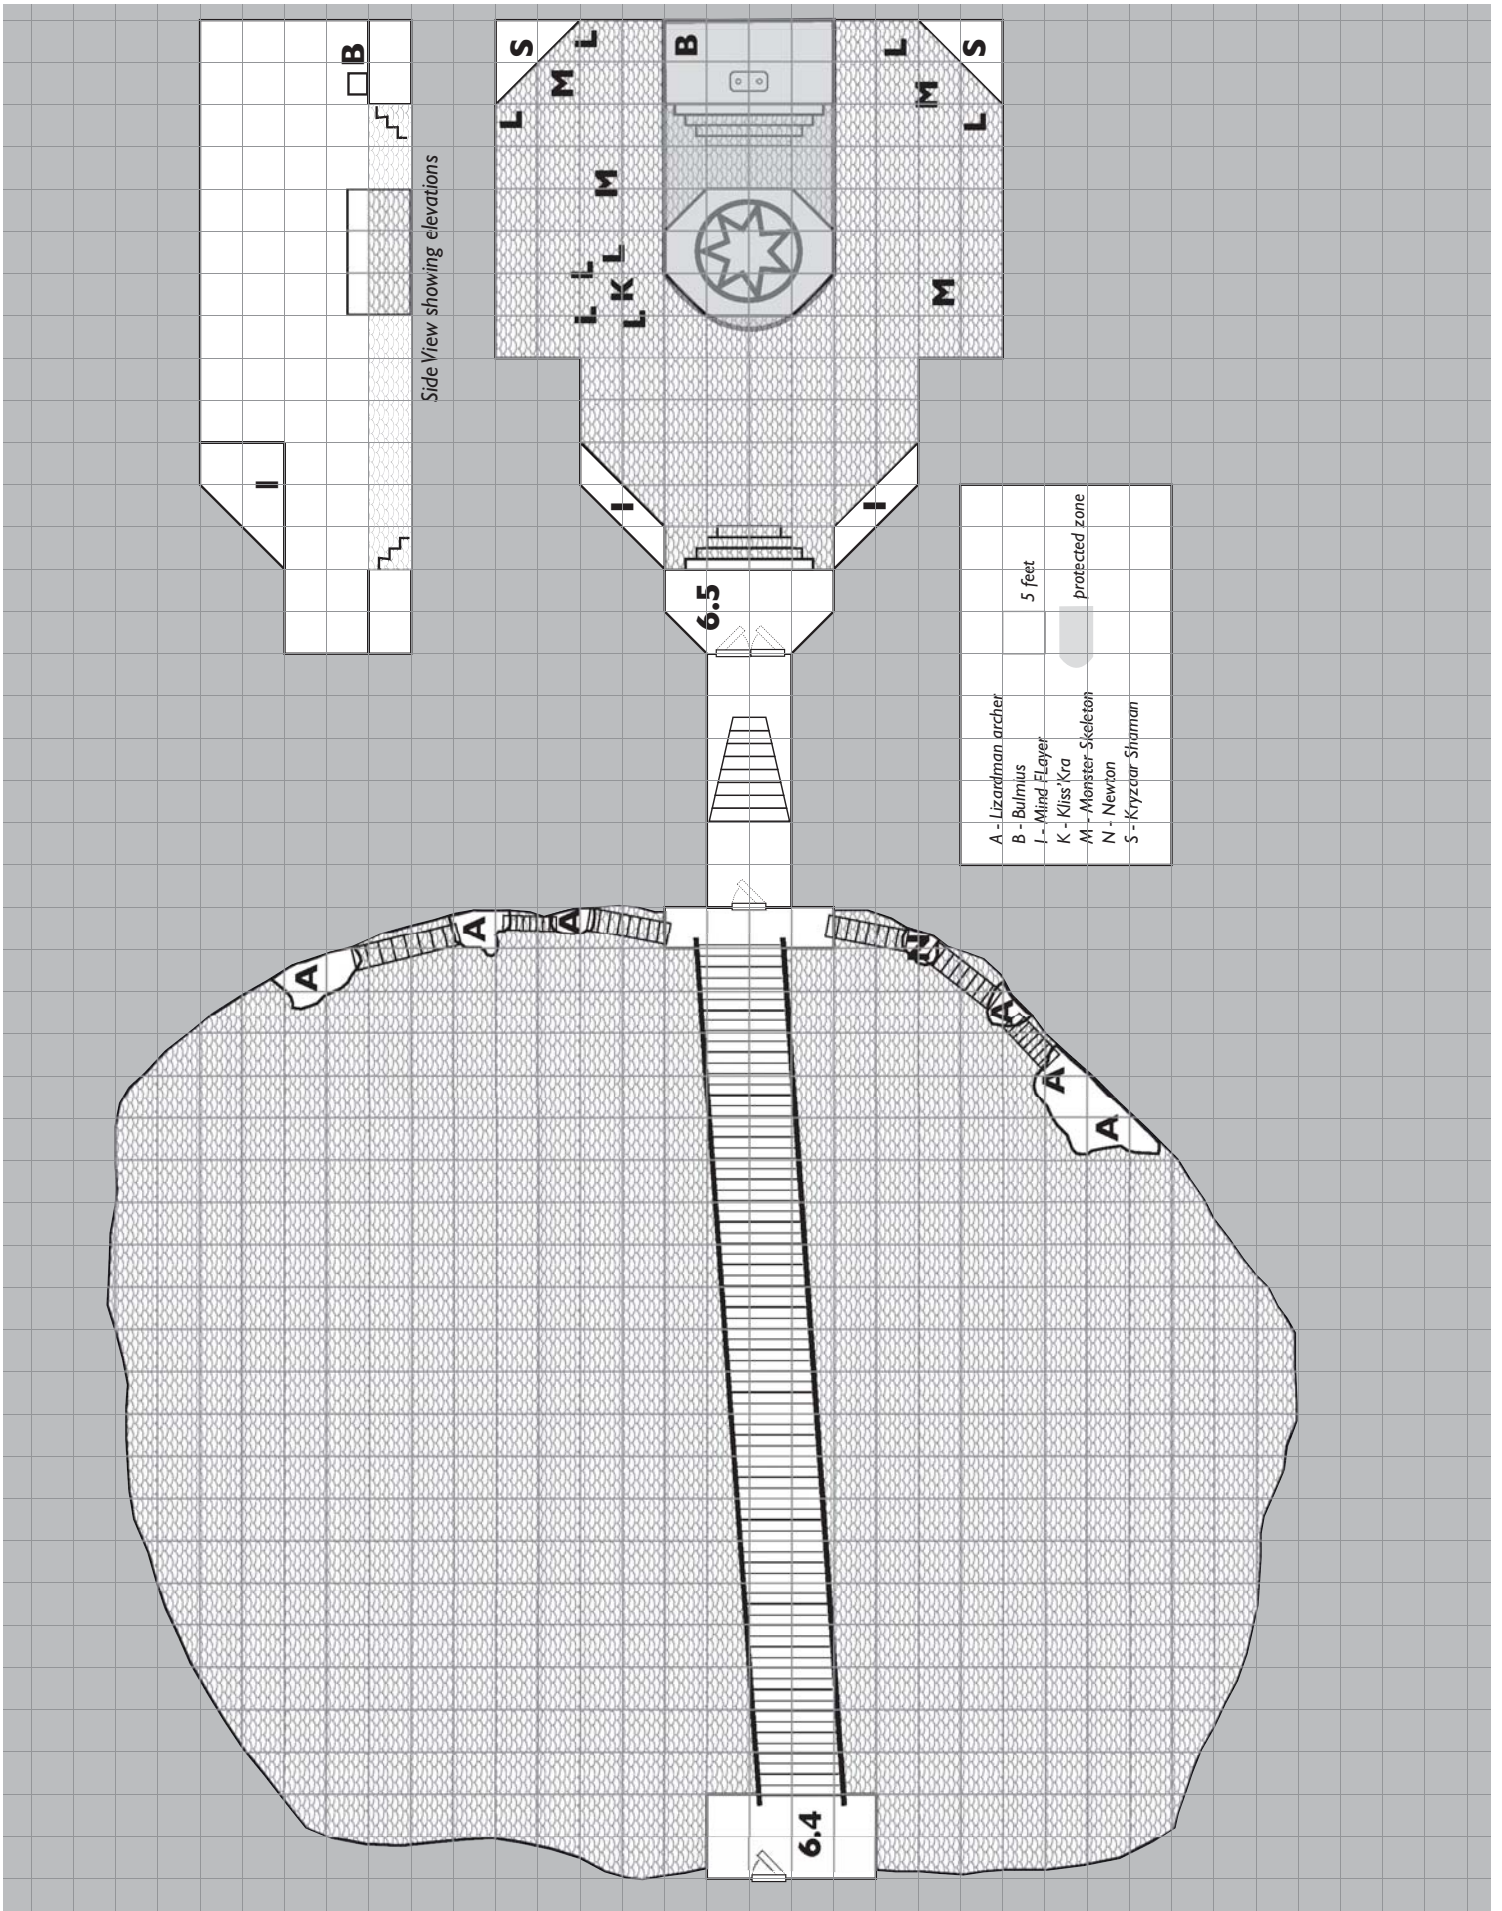 B
I
Side View showing elevations
S
L
M
L
M
L
L
K
L
L
B
L
S
M
L
M
I
I
6.5
A - Lizardman archer
B - Bulmius
I - Mind FLayer
K - Kliss'Kra
M - Monster Skeleton
N - Newton
S - Kryzaar Shaman
5 feet
protected zone
A
A
A
A
A
A
6.4